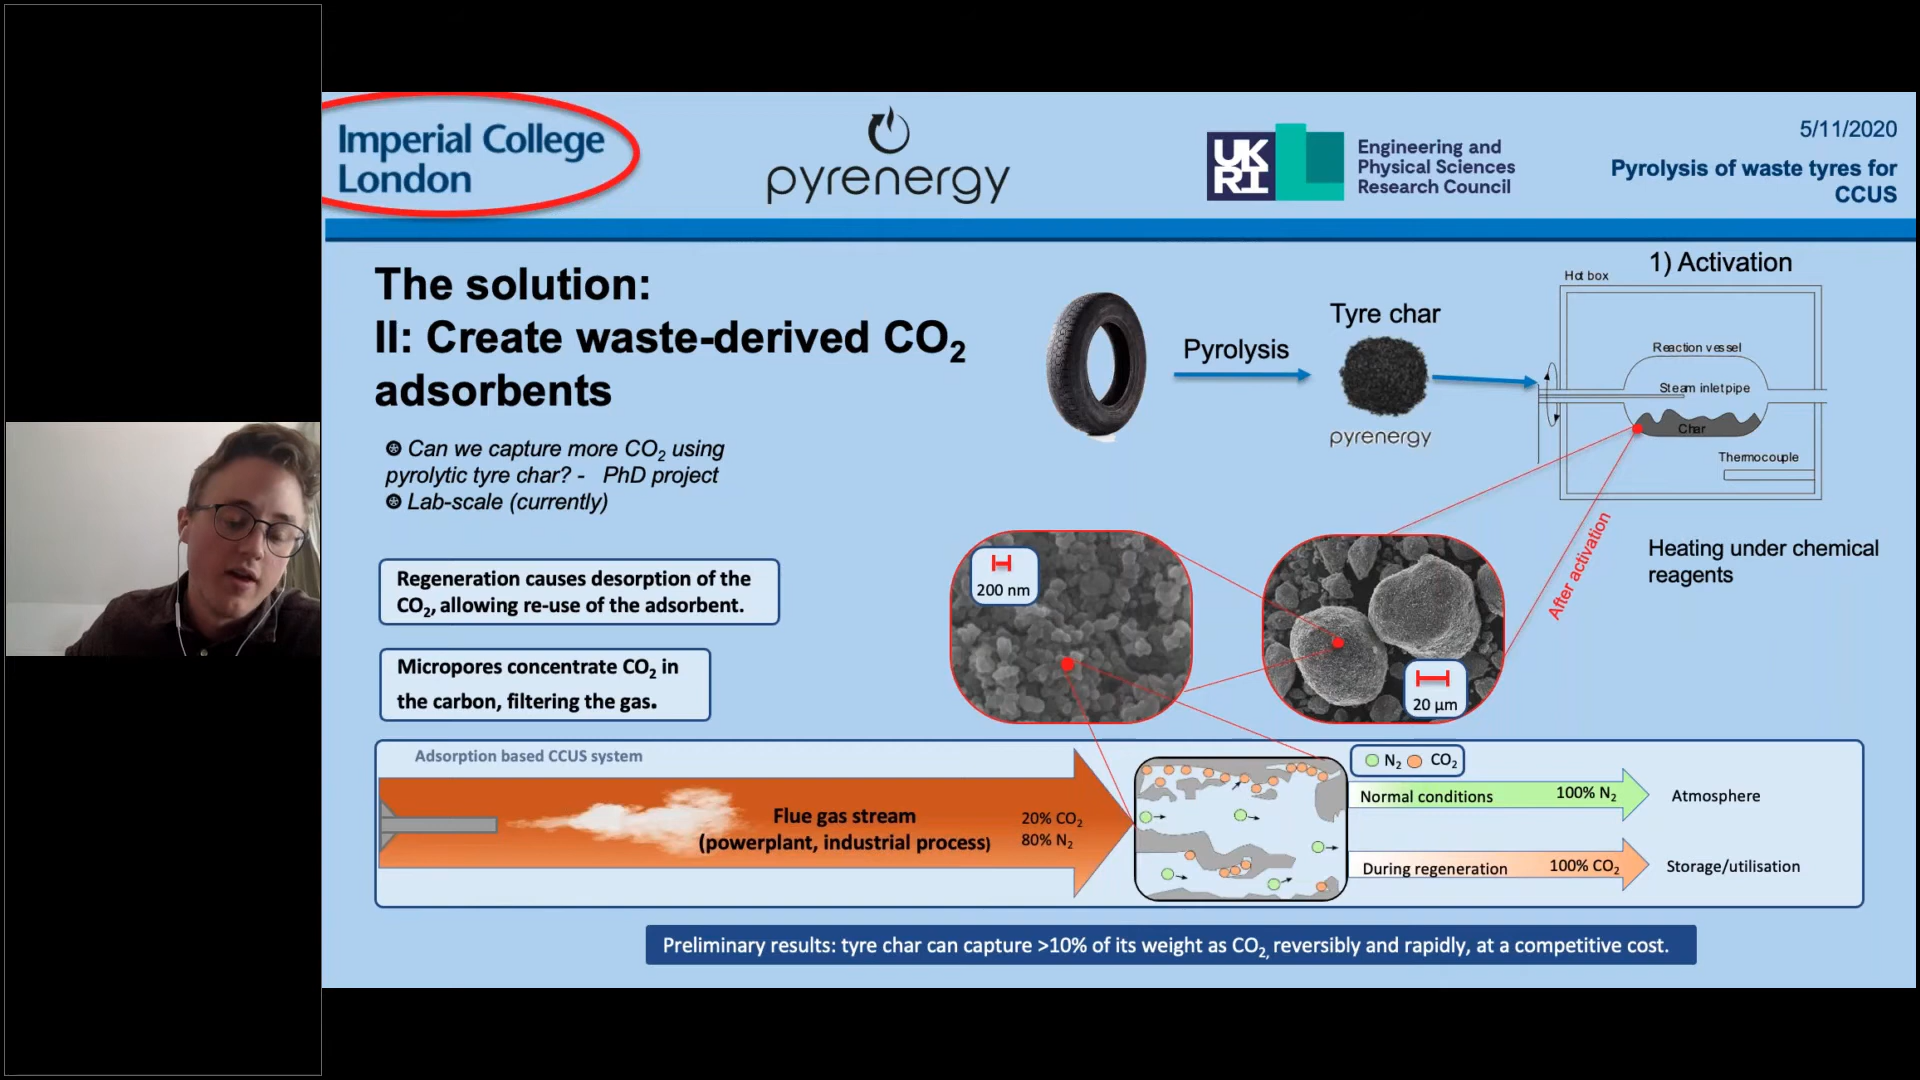 Imperial College
London
pyrenergy
UK
RI
Engineering and
Physical Sciences
Research Council
5/11/2020
Pyrolysis of waste tyres for
CCUS
The solution:
II: Create waste-derived CO₂
adsorbents
Can we capture more CO₂ using
pyrolytic tyre char? - PhD project
Lab-scale (currently)
Pyrolysis
Tyre char
pyrenergy
1) Activation
Hot box
Reaction vessel
Steam inlet pipe
Char
Thermocouple
After activation
Heating under chemical
reagents
200 nm
20 µm
Regeneration causes desorption of the
CO₂, allowing re-use of the adsorbent.
Micropores concentrate CO₂ in
the carbon, filtering the gas.
Adsorption based CCUS system
Flue gas stream
(powerplant, industrial process)
20% CO₂
80% N₂
N₂ CO₂
Normal conditions 100% N₂
Atmosphere
During regeneration 100% CO₂
Storage/utilisation
Preliminary results: tyre char can capture >10% of its weight as CO₂, reversibly and rapidly, at a competitive cost.